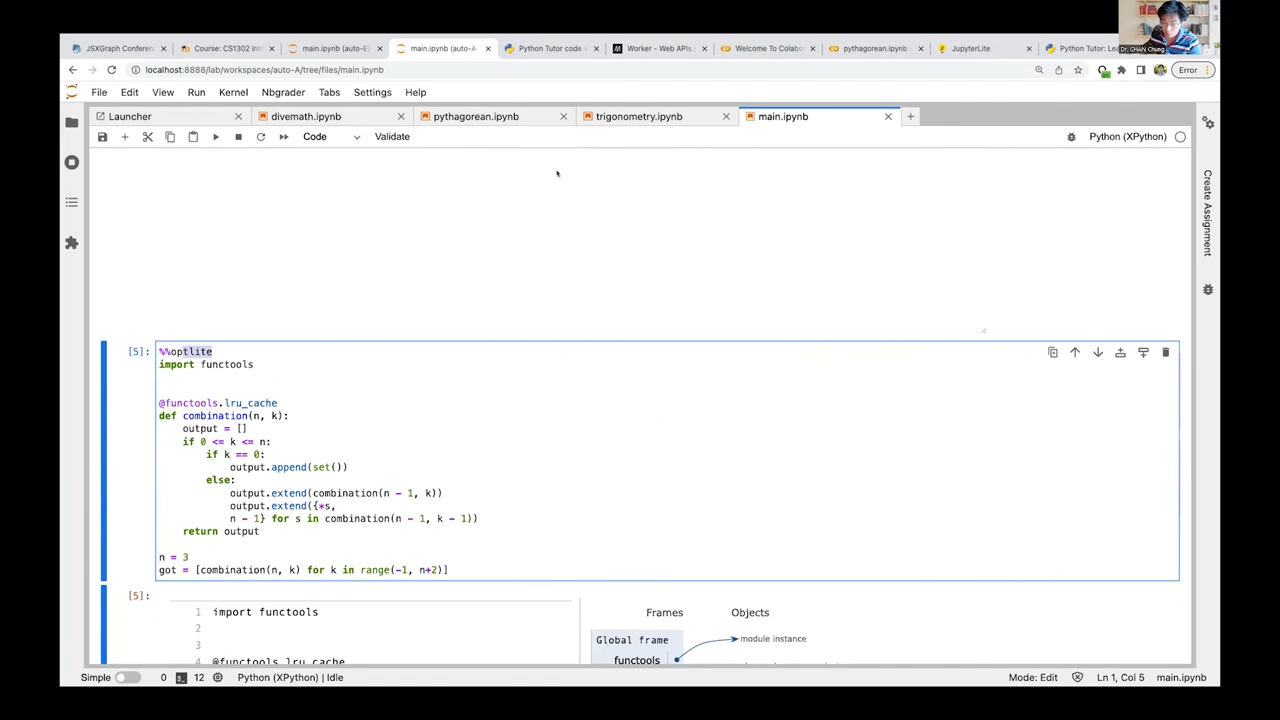 JSXGraph Conferen
Course: CS1302 Int
main.ipynb (auto-E
main.ipynb (auto-A
Python Tutor code
Worker - Web APIs
Welcome To Colabo
pythagorean.ipynb -
JupyterLite
Python Tutor: Lea
Dr. CHAN Chung
localhost:8888/lab/workspaces/auto-A/tree/files/main.ipynb
Error
File Edit View Run Kernel Nbgrader Tabs Settings Help
Launcher
divemath.ipynb
pythagorean.ipynb
trigonometry.ipynb
main.ipynb
Code
Validate
Python (XPython)
Create Assignment
[5]:
%%optlite
import functools
@functools.lru_cache
def combination(n, k):
    output = []
    if 0 <= k <= n:
        if k == 0:
            output.append(set())
        else:
            output.extend(combination(n - 1, k))
            output.extend({*s,
            n - 1} for s in combination(n - 1, k - 1))
    return output
n = 3
got = [combination(n, k) for k in range(-1, n+2)]
[5]:
1 import functools
2
3
4 @functools.lru_cache
Frames
Objects
Global frame
module instance
functools
Simple
0
12
Python (XPython) | Idle
Mode: Edit
Ln 1, Col 5
main.ipynb